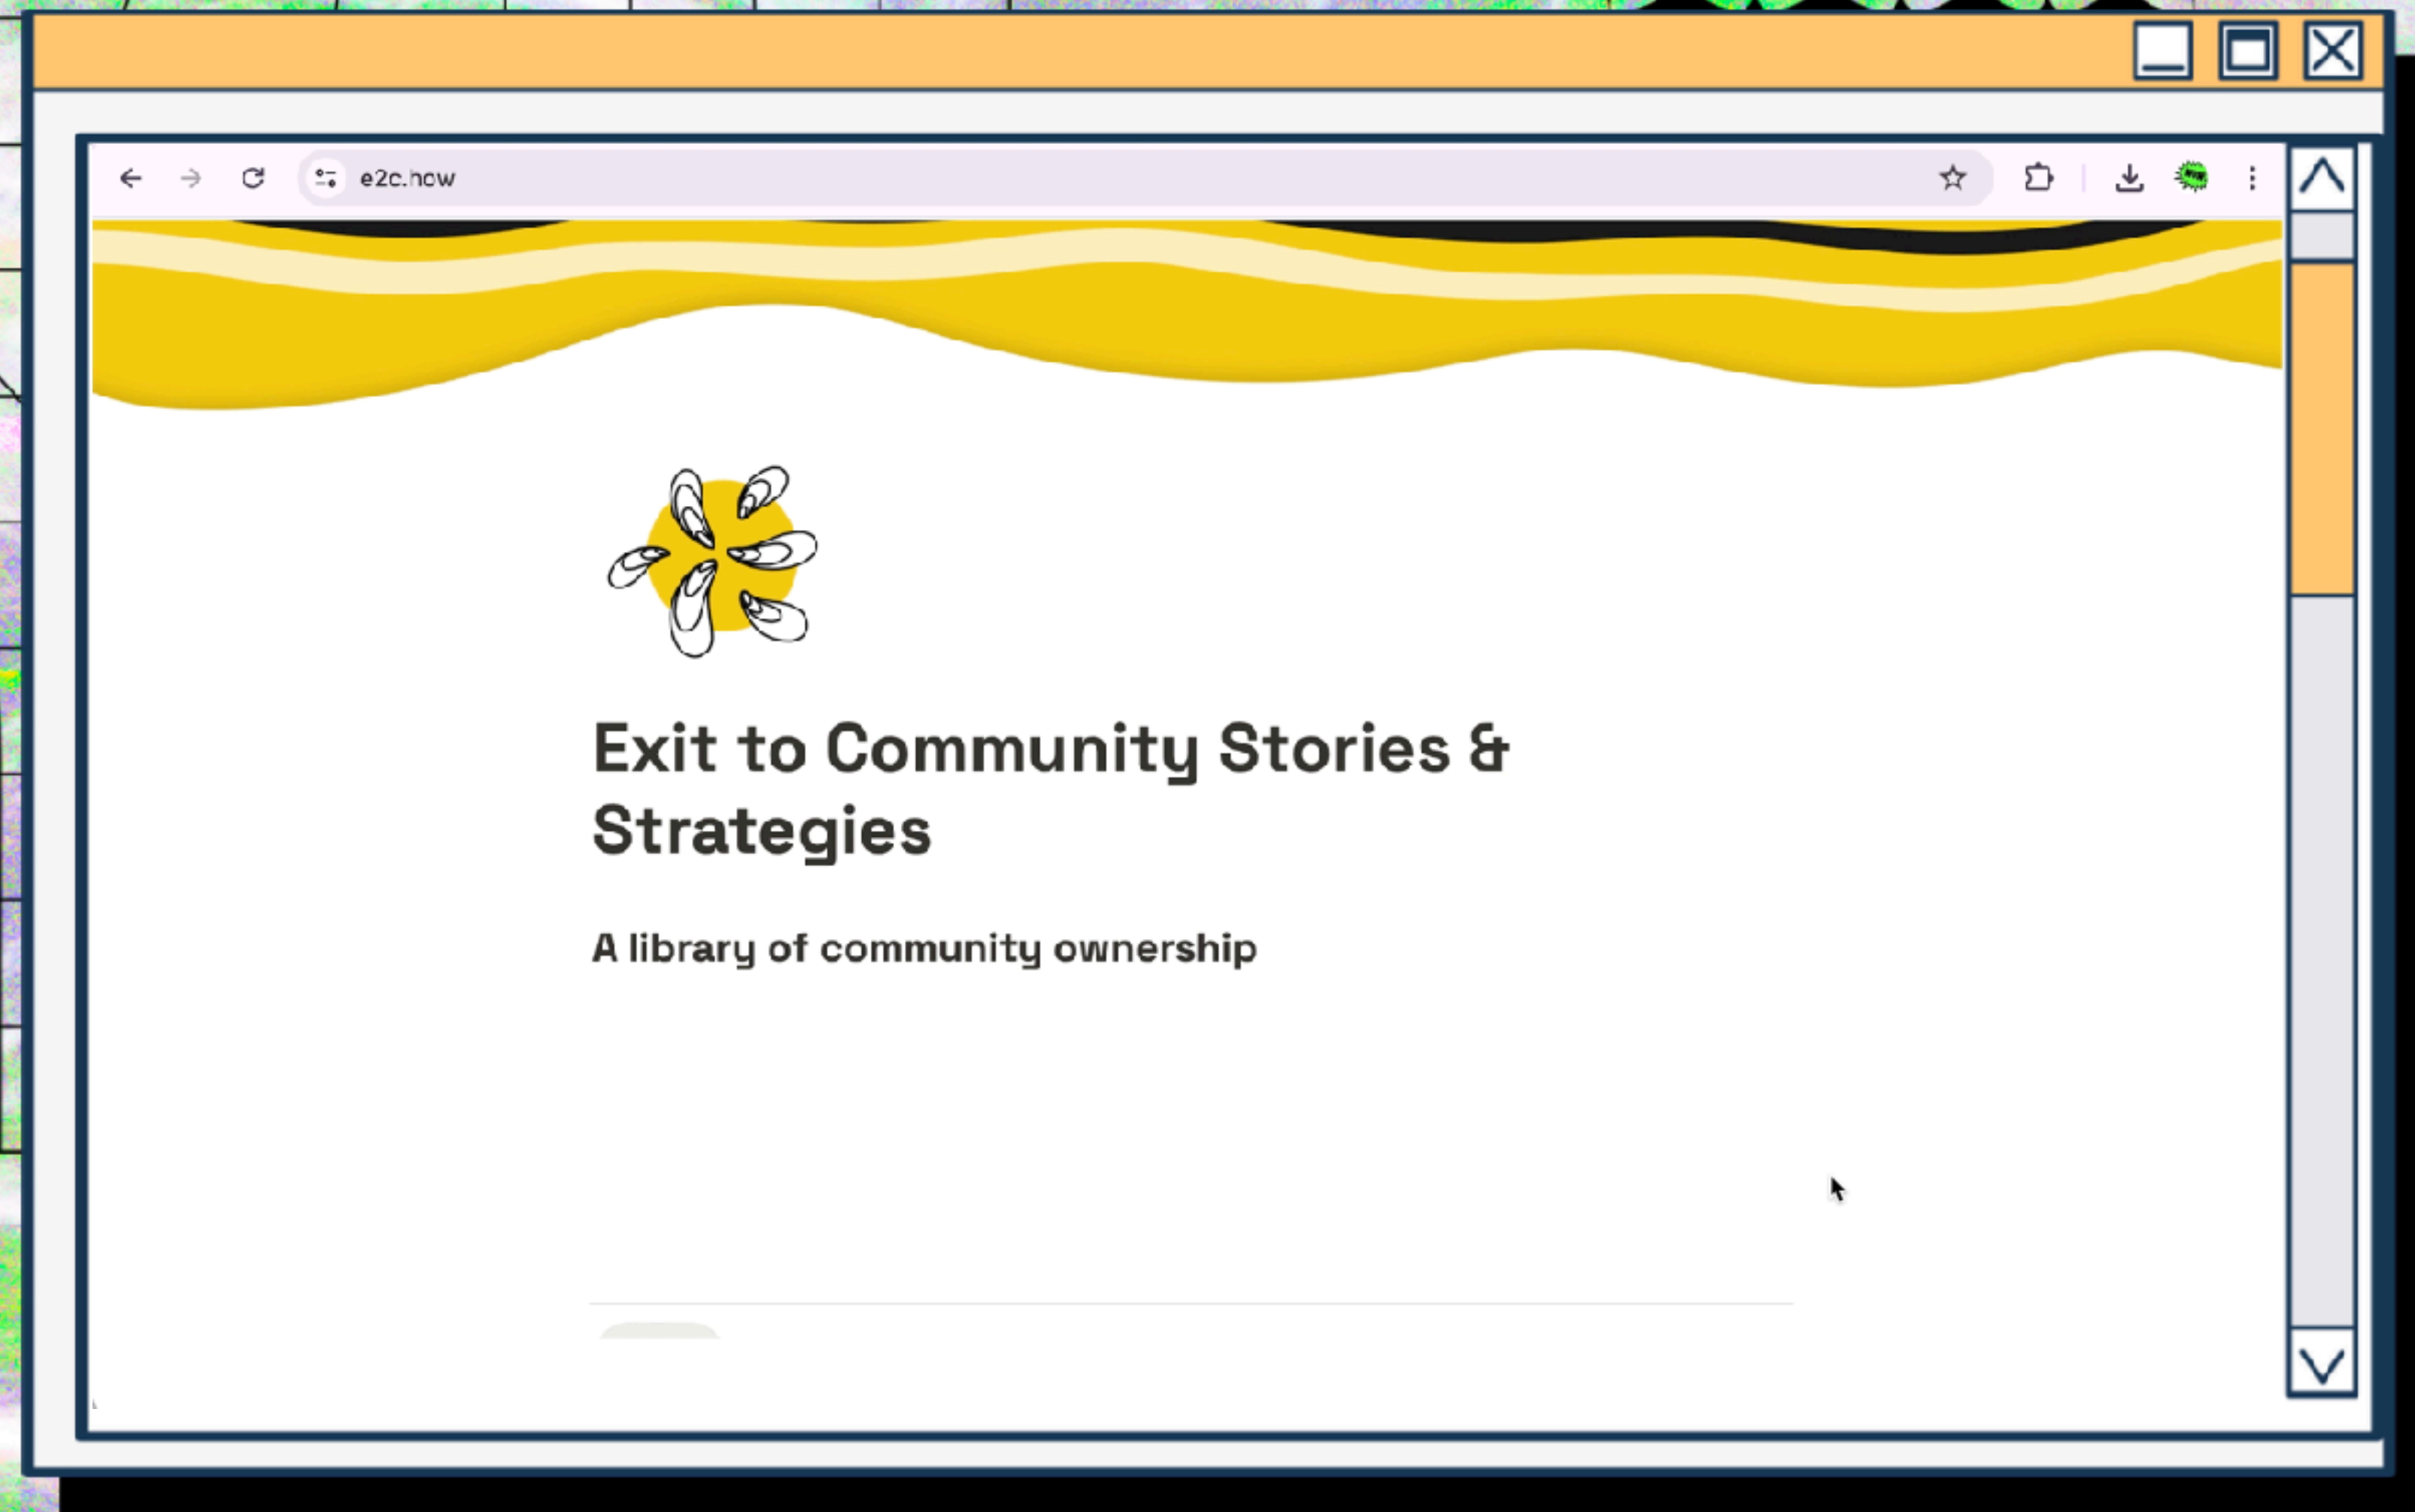 e2c.how
Exit to Community Stories &
Strategies
A library of community ownership